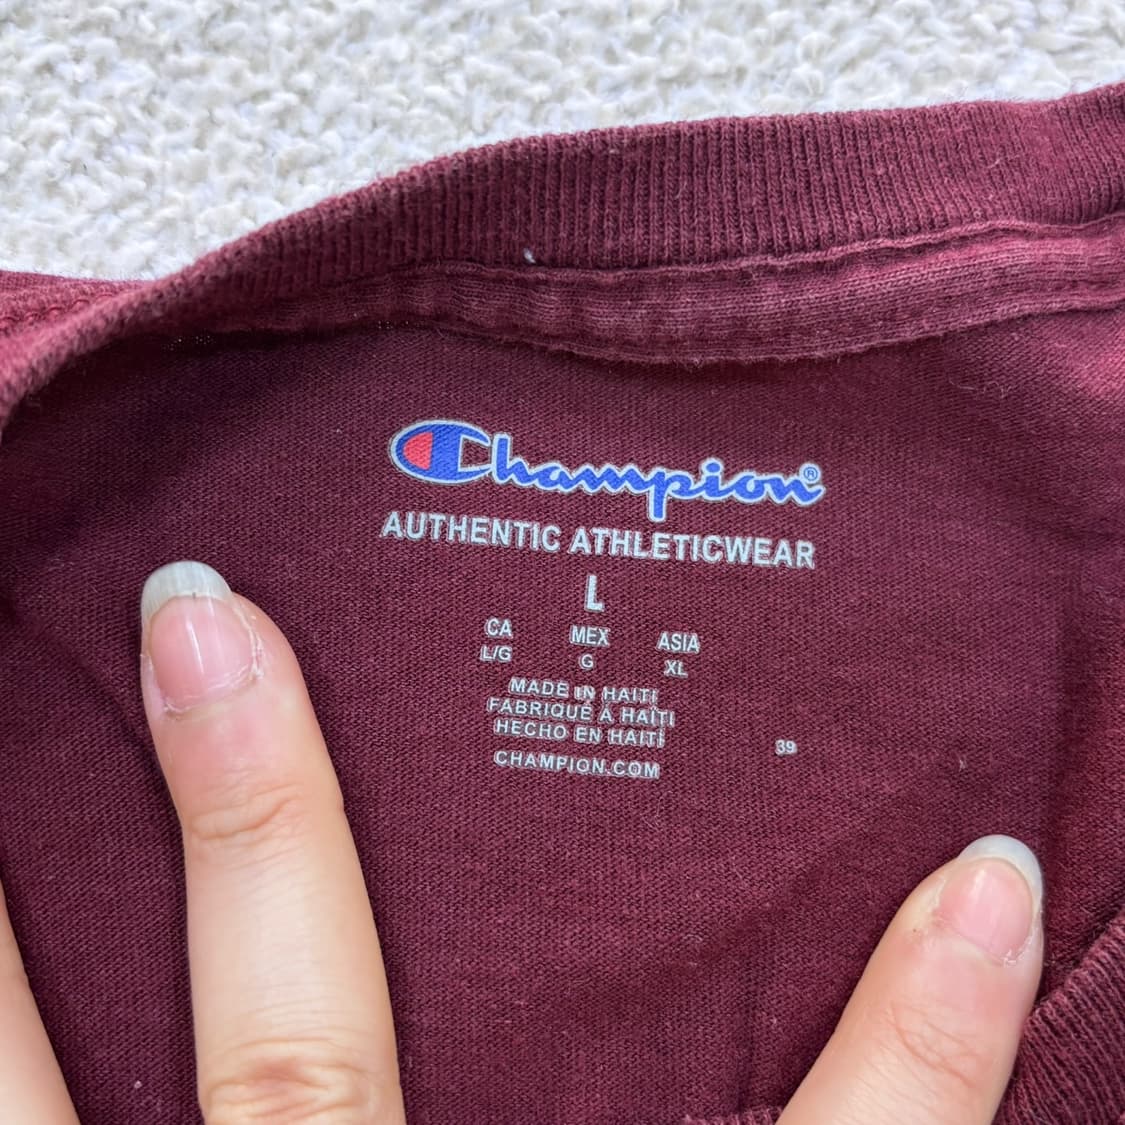 Champion®
AUTHENTIC ATHLETICWEAR
L
CA MEX ASIA
L/G G XL
MADE IN HAITI
FABRIQUÉ À HAÏTI
HECHO EN HAITÍ
39
CHAMPION.COM